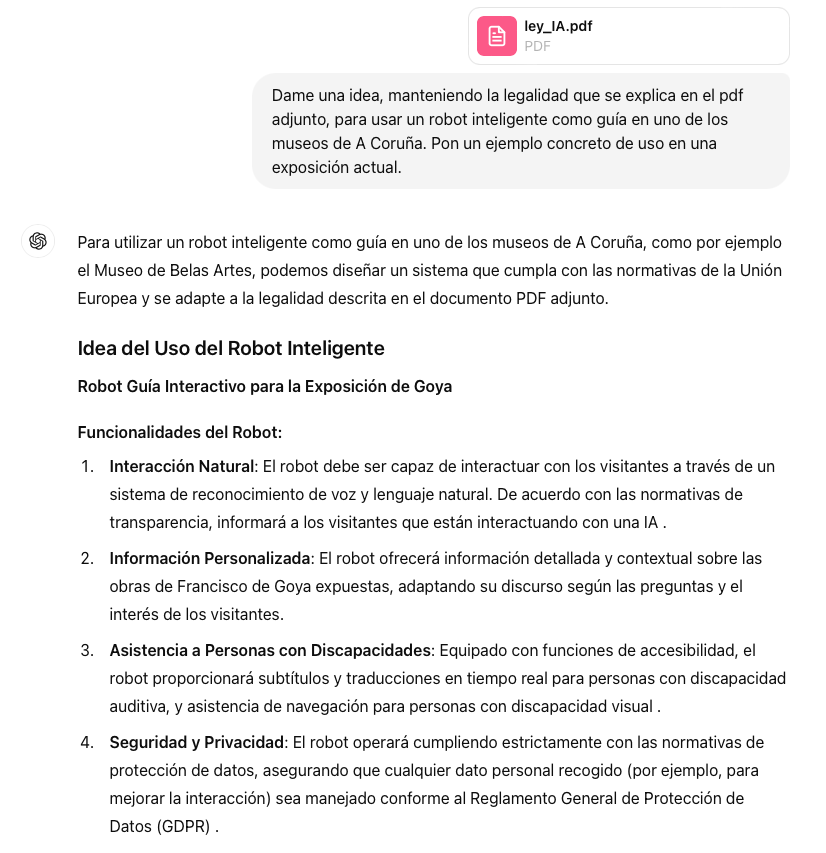 ley_IA.pdf
PDF
Dame una idea, manteniendo la legalidad que se explica en el pdf
adjunto, para usar un robot inteligente como guía en uno de los
museos de A Coruña. Pon un ejemplo concreto de uso en una
exposición actual.
Para utilizar un robot inteligente como guía en uno de los museos de A Coruña, como por ejemplo
el Museo de Belas Artes, podemos diseñar un sistema que cumpla con las normativas de la Unión
Europea y se adapte a la legalidad descrita en el documento PDF adjunto.
Idea del Uso del Robot Inteligente
Robot Guía Interactivo para la Exposición de Goya
Funcionalidades del Robot:
1. Interacción Natural: El robot debe ser capaz de interactuar con los visitantes a través de un
sistema de reconocimiento de voz y lenguaje natural. De acuerdo con las normativas de
transparencia, informará a los visitantes que están interactuando con una IA .
2. Información Personalizada: El robot ofrecerá información detallada y contextual sobre las
obras de Francisco de Goya expuestas, adaptando su discurso según las preguntas y el
interés de los visitantes.
3. Asistencia a Personas con Discapacidades: Equipado con funciones de accesibilidad, el
robot proporcionará subtítulos y traducciones en tiempo real para personas con discapacidad
auditiva, y asistencia de navegación para personas con discapacidad visual .
4. Seguridad y Privacidad: El robot operará cumpliendo estrictamente con las normativas de
protección de datos, asegurando que cualquier dato personal recogido (por ejemplo, para
mejorar la interacción) sea manejado conforme al Reglamento General de Protección de
Datos (GDPR) .